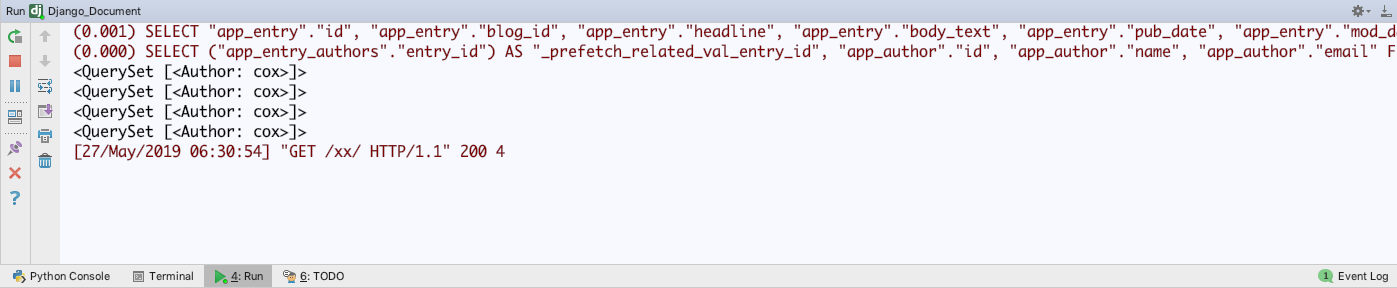 Run Django_Document
(0.001) SELECT "app_entry"."id", "app_entry"."blog_id", "app_entry"."headline", "app_entry"."body_text", "app_entry"."pub_date", "app_entry"."mod_d
(0.000) SELECT ("app_entry_authors"."entry_id") AS "_prefetch_related_val_entry_id", "app_author"."id", "app_author"."name", "app_author"."email" F
<QuerySet [<Author: cox>]>
<QuerySet [<Author: cox>]>
<QuerySet [<Author: cox>]>
<QuerySet [<Author: cox>]>
[27/May/2019 06:30:54] "GET /xx/ HTTP/1.1" 200 4
Python Console Terminal 4: Run 6: TODO 1 Event Log